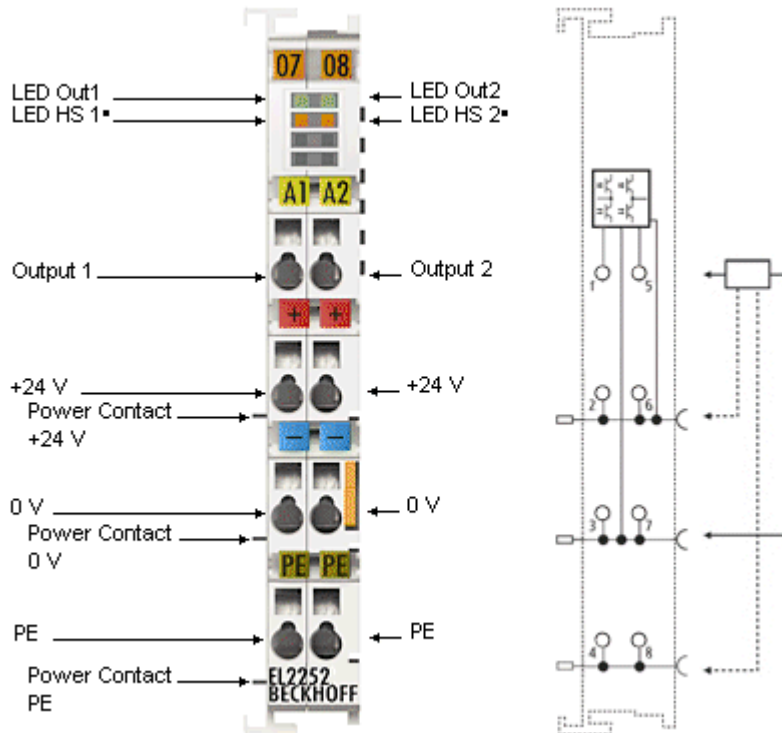 07 08
LED Out1
LED Out2
LED HS 1▪
LED HS 2▪
A1 A2
Output 1
Output 2
+ +
+24 V
+24 V
Power Contact
+24 V
− −
0 V
0 V
Power Contact
0 V
PE PE
PE
PE
Power Contact
PE
EL2252
BECKHOFF
1
5
2
6
3
7
4
8